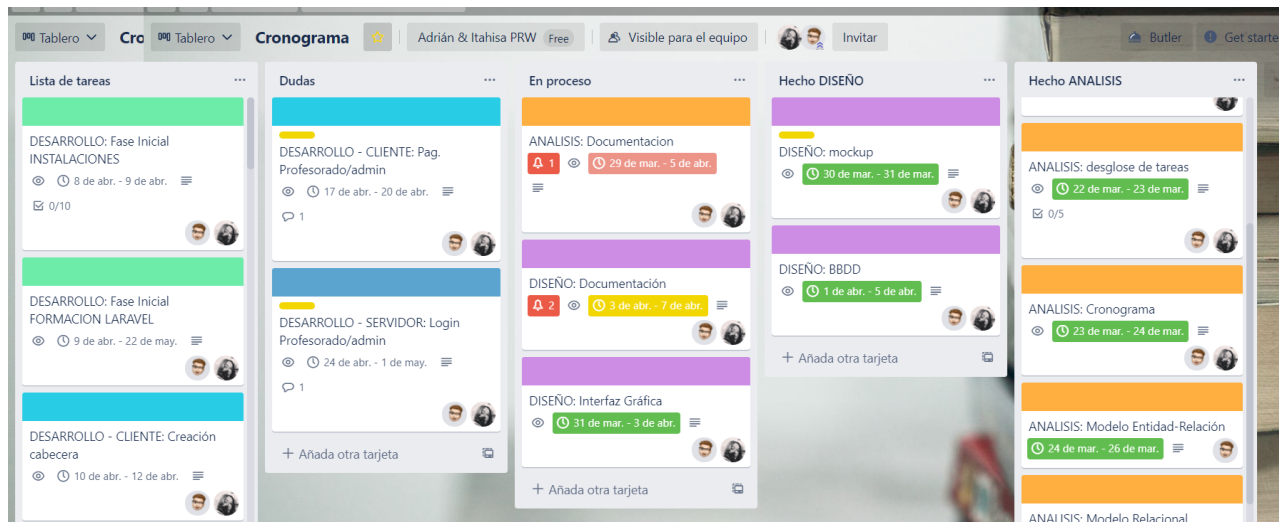 Tablero
Cro
Tablero
Cronograma
Adrián & Itahisa PRW Free
Visible para el equipo
Invitar
Butler
Get starte
Lista de tareas
DESARROLLO: Fase Inicial
INSTALACIONES
8 de abr. - 9 de abr.
0/10
DESARROLLO: Fase Inicial
FORMACION LARAVEL
9 de abr. - 22 de may.
DESARROLLO - CLIENTE: Creación
cabecera
10 de abr. - 12 de abr.
Dudas
DESARROLLO - CLIENTE: Pag.
Profesorado/admin
17 de abr. - 20 de abr.
1
DESARROLLO - SERVIDOR: Login
Profesorado/admin
24 de abr. - 1 de may.
1
+ Añada otra tarjeta
En proceso
ANALISIS: Documentacion
1
29 de mar. - 5 de abr.
DISEÑO: Documentación
2
3 de abr. - 7 de abr.
DISEÑO: Interfaz Gráfica
31 de mar. - 3 de abr.
+ Añada otra tarjeta
Hecho DISEÑO
DISEÑO: mockup
30 de mar. - 31 de mar.
DISEÑO: BBDD
1 de abr. - 5 de abr.
+ Añada otra tarjeta
Hecho ANALISIS
ANALISIS: desglose de tareas
22 de mar. - 23 de mar.
0/5
ANALISIS: Cronograma
23 de mar. - 24 de mar.
ANALISIS: Modelo Entidad-Relación
24 de mar. - 26 de mar.
ANALISIS: Modelo Relacional